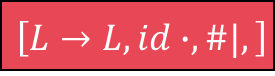 [L → L, id ·, #|, ]